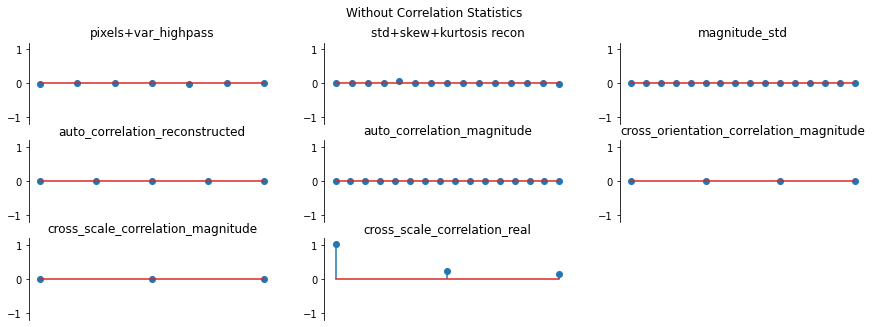 Without Correlation Statistics
pixels+var_highpass
std+skew+kurtosis recon
magnitude_std
1
0
−1
1
0
−1
1
0
−1
auto_correlation_reconstructed
auto_correlation_magnitude
cross_orientation_correlation_magnitude
1
0
−1
1
0
−1
1
0
−1
cross_scale_correlation_magnitude
cross_scale_correlation_real
1
0
−1
1
0
−1